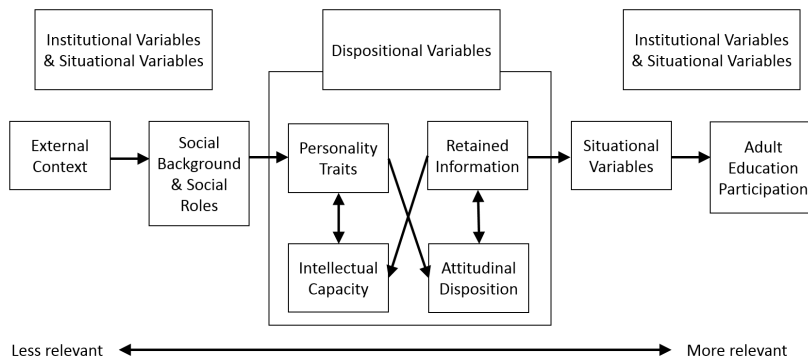 Institutional Variables
& Situational Variables
Dispositional Variables
Institutional Variables
& Situational Variables
External
Context
Social
Background
& Social
Roles
Personality
Traits
Retained
Information
Situational
Variables
Adult
Education
Participation
Intellectual
Capacity
Attitudinal
Disposition
Less relevant
More relevant